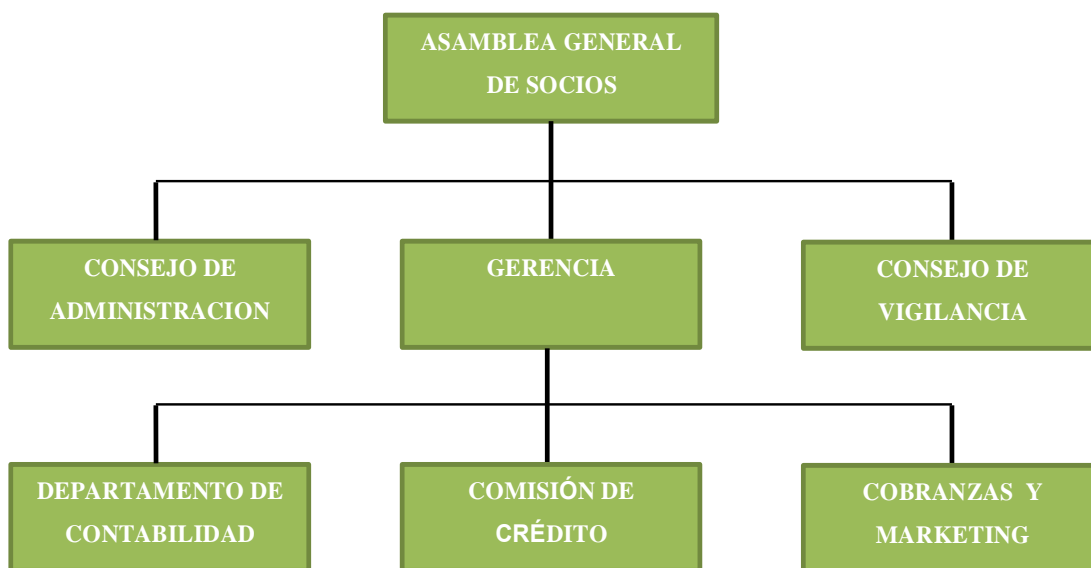 ASAMBLEA GENERAL
DE SOCIOS
CONSEJO DE
ADMINISTRACION
GERENCIA
CONSEJO DE
VIGILANCIA
DEPARTAMENTO DE
CONTABILIDAD
COMISIÓN DE
CRÉDITO
COBRANZAS Y
MARKETING